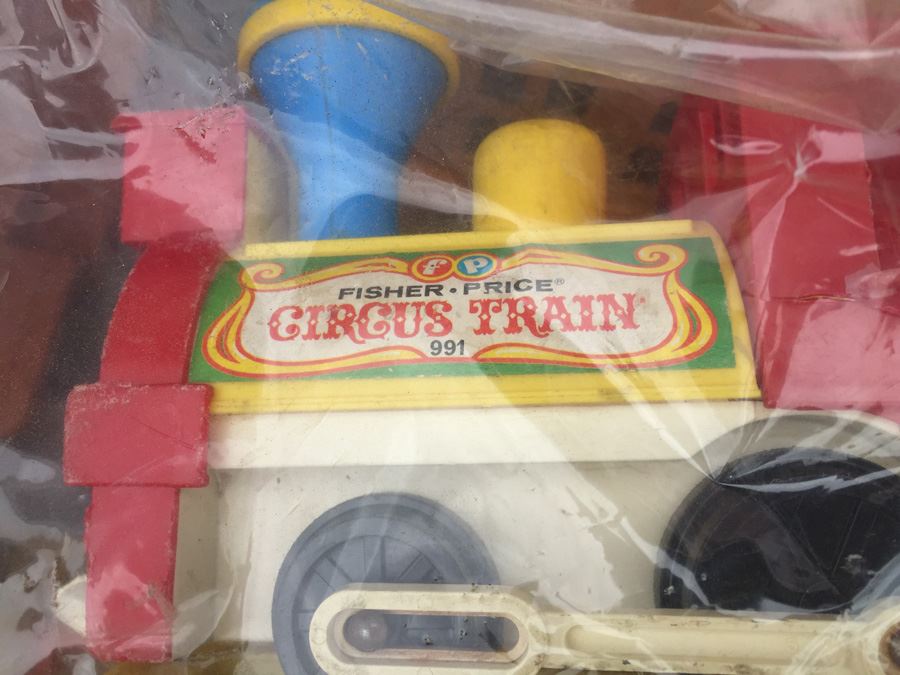 fp
FISHER·PRICE®
CIRCUS TRAIN
991